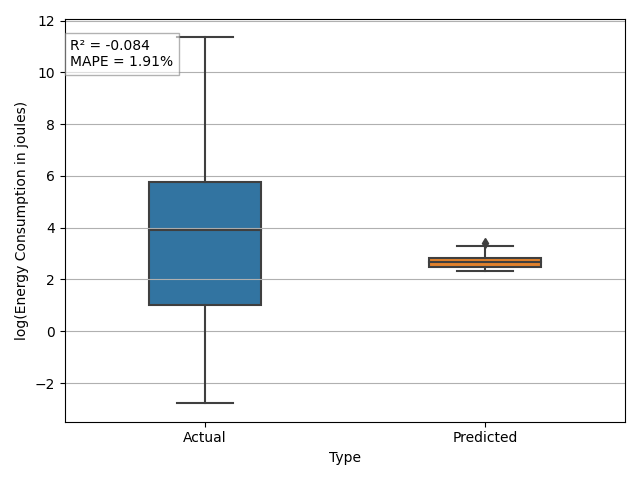 12
10
8
6
4
2
0
−2
R² = -0.084
MAPE = 1.91%
log(Energy Consumption in joules)
Actual
Predicted
Type